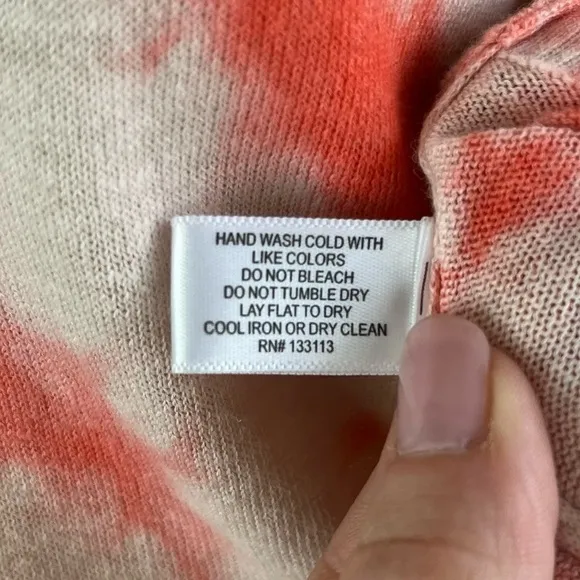 HAND WASH COLD WITH
LIKE COLORS
DO NOT BLEACH
DO NOT TUMBLE DRY
LAY FLAT TO DRY
COOL IRON OR DRY CLEAN
RN# 133113